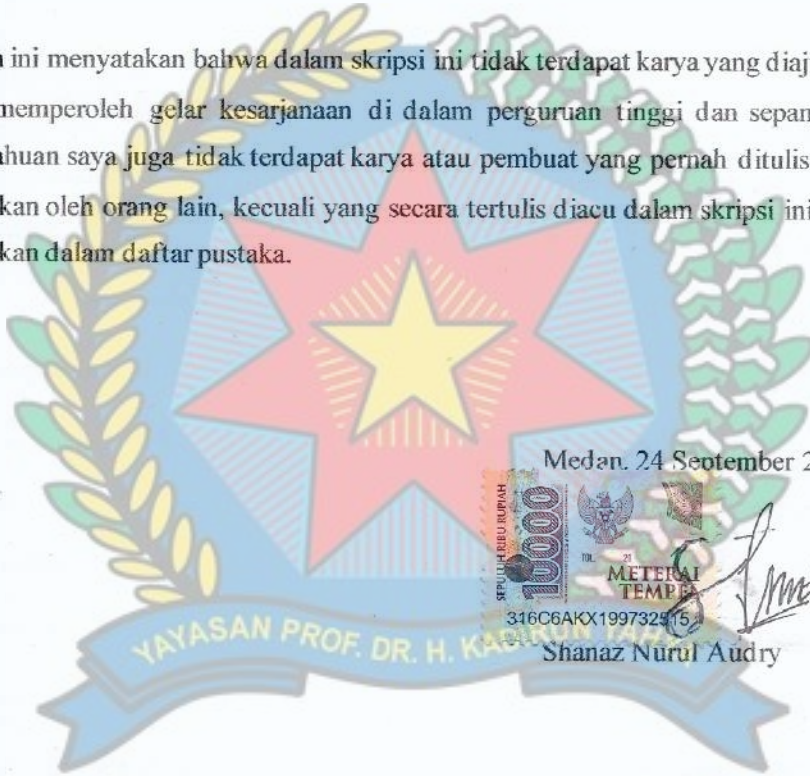 ini menyatakan bahwa dalam skripsi ini tidak terdapat karya yang diaj
memperoleh gelar kesarjanaan di dalam perguruan tinggi dan sepan
ahuan saya juga tidak terdapat karya atau pembuat yang pernah ditulis
kan oleh orang lain, kecuali yang secara tertulis diacu dalam skripsi ini
kan dalam daftar pustaka.
Medan, 24 September 2
SEPULUH RIBU RUPIAH
10000
TGL. 20
METERAI
TEMPEL
316C6AKX199732515
Shanaz Nurul Audry
YAYASAN PROF. DR. H.